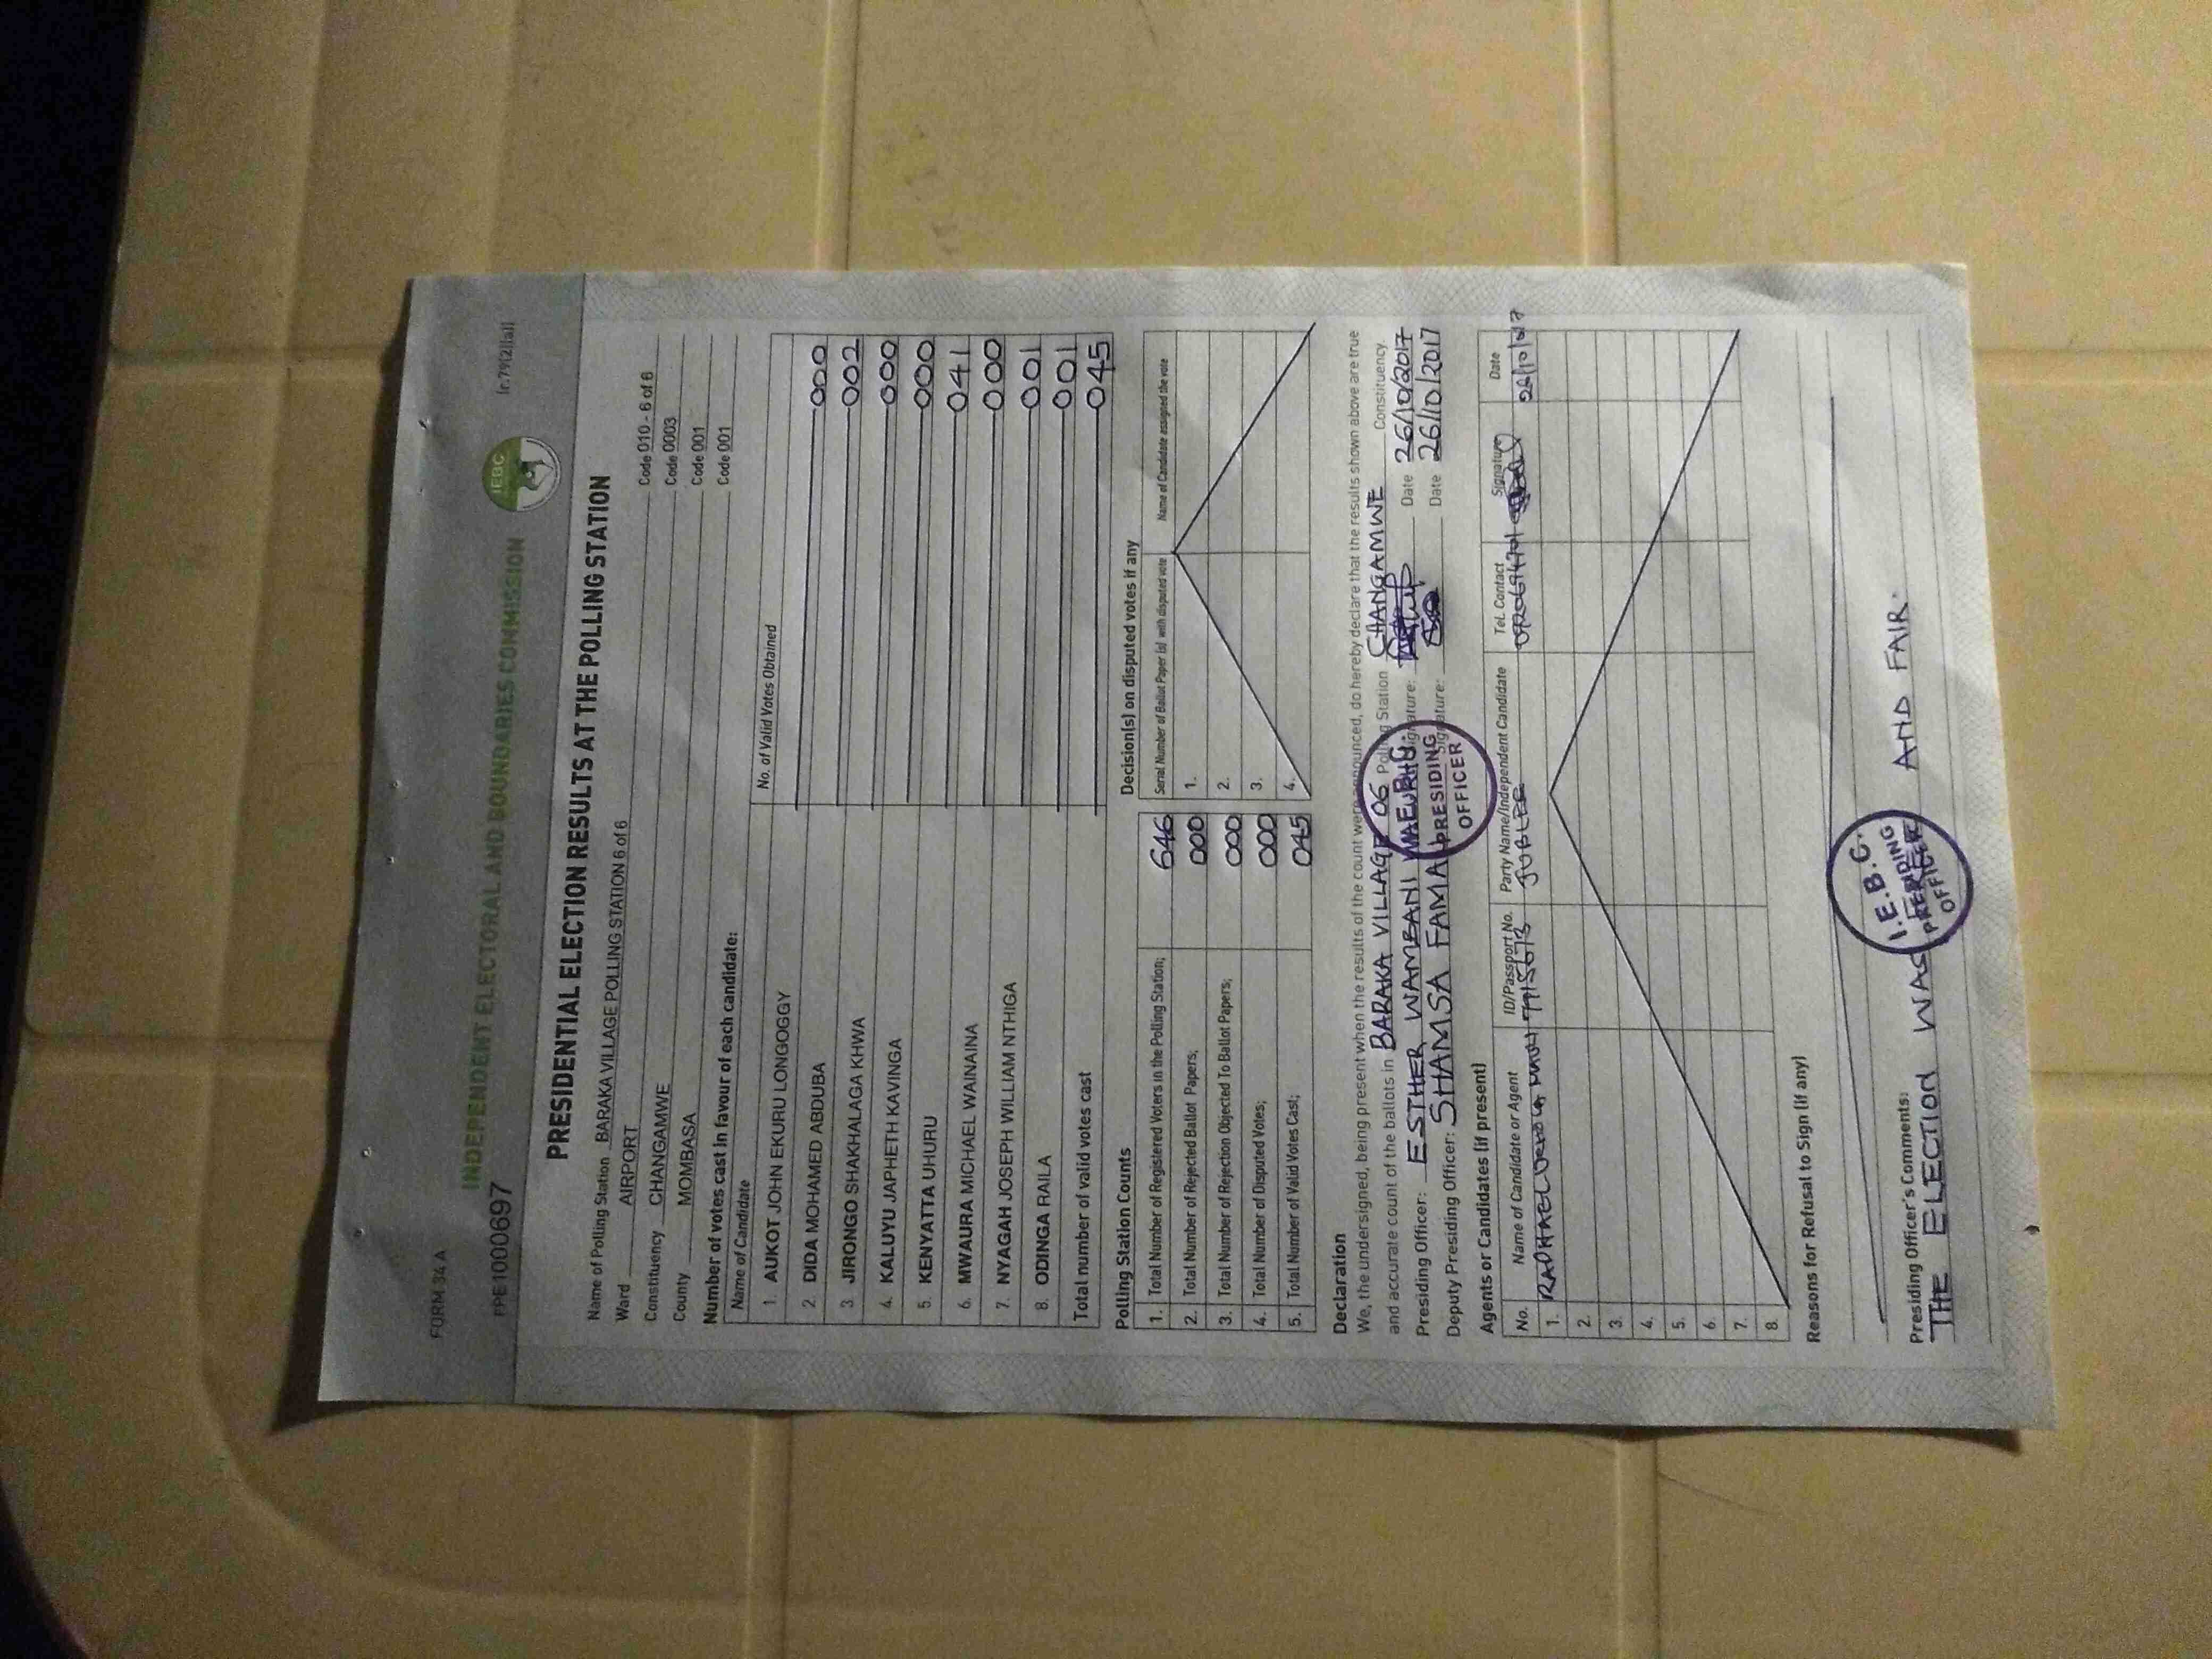 FORM 34 A
INDEPENDENT ELECTORAL AND BOUNDARIES COMMISSION
IEBC
(r.79(2)(a))
PPE1000697
PRESIDENTIAL ELECTION RESULTS AT THE POLLING STATION
Name of Polling Station BARAKA VILLAGE POLLING STATION 6 of 6 Code 010 - 6 of 6
Ward AIRPORT Code 0003
Constituency CHANGAMWE Code 001
County MOMBASA Code 001
Number of votes cast in favour of each candidate:
Name of Candidate No. of Valid Votes Obtained
1. AUKOT JOHN EKURU LONGOGGY 000
2. DIDA MOHAMED ABDUBA 002
3. JIRONGO SHAKHALAGA KHWA 000
4. KALUYU JAPHETH KAVINGA 000
5. KENYATTA UHURU 041
6. MWAURA MICHAEL WAINAINA 000
7. NYAGAH JOSEPH WILLIAM NTHIGA 001
8. ODINGA RAILA 001
Total number of valid votes cast 045
Polling Station Counts
1. Total Number of Registered Voters in the Polling Station; 646
2. Total Number of Rejected Ballot Papers; 000
3. Total Number of Rejection Objected To Ballot Papers; 000
4. Total Number of Disputed Votes; 000
5. Total Number of Valid Votes Cast; 045
Decision(s) on disputed votes if any
Serial Number of Ballot Paper (s) with disputed vote Name of Candidate assigned the vote
1.
2.
3.
4.
Declaration
We, the undersigned, being present when the results of the count were announced, do hereby declare that the results shown above are true
and accurate count of the ballots in BARAKA VILLAGE 06 Polling Station CHANGAMWE Constituency.
Presiding Officer: ESTHER WAMBANI Signature: Date 26/10/2017
Deputy Presiding Officer: SHAMSA FAMA Signature: Date 26/10/2017
PRESIDING
OFFICER
Agents or Candidates (if present)
No. Name of Candidate or Agent ID/Passport No. Party Name/Independent Candidate Tel. Contact Signature Date
1. RAPHAEL JUBLEE
2.
3.
4.
5.
6.
7.
8.
Reasons for Refusal to Sign (if any)
Presiding Officer's Comments:
THE ELECTION WAS AND FAIR.
I.E.B.C.
PRESIDING
OFFICER